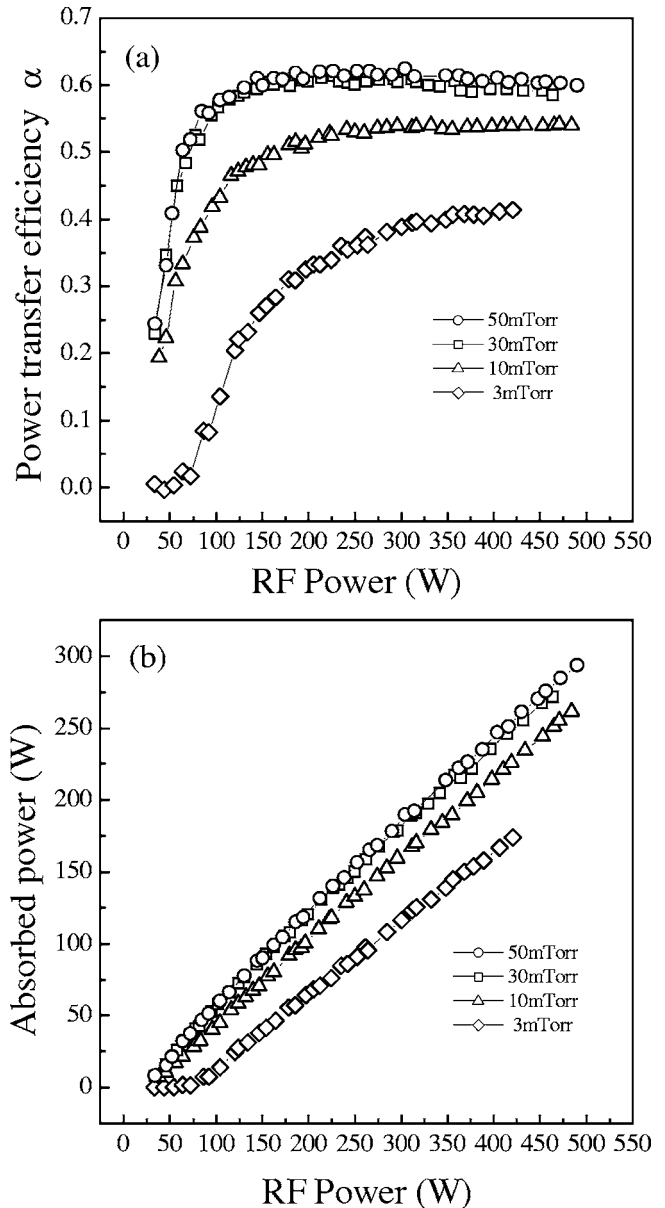 0.7
(a)
0.6
0.5
0.4
0.3
0.2
0.1
0.0
Power transfer efficiency α
50mTorr
30mTorr
10mTorr
3mTorr
0 50 100 150 200 250 300 350 400 450 500 550
RF Power (W)
(b)
300
250
200
150
100
50
0
Absorbed power (W)
50mTorr
30mTorr
10mTorr
3mTorr
0 50 100 150 200 250 300 350 400 450 500 550
RF Power (W)